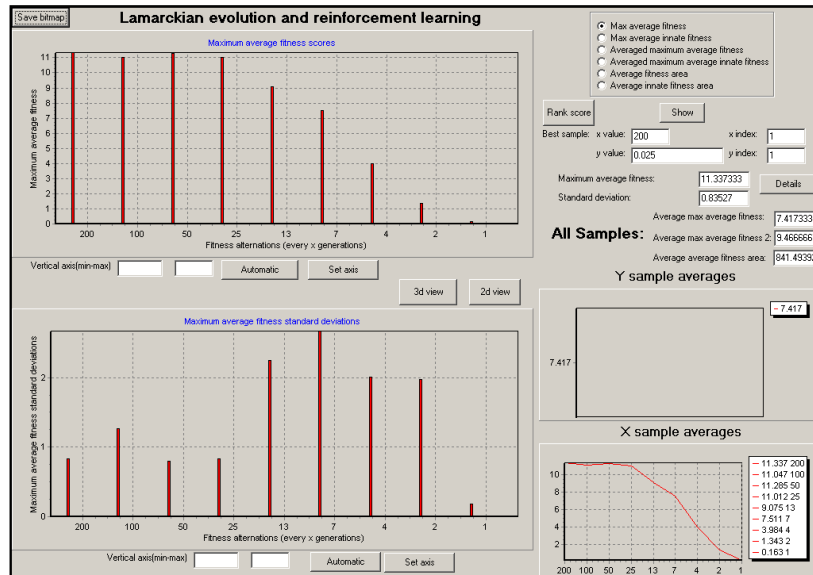 Save bitmap
Lamarckian evolution and reinforcement learning
Maximum average fitness scores
Maximum average fitness
11
10
9
8
7
6
5
4
3
2
1
0
200 100 50 25 13 7 4 2 1
Fitness alternations (every x generations)
Vertical axis(min-max)
Automatic
Set axis
3d view
2d view
Maximum average fitness standard deviations
Maximum average fitness standard deviations
2
1
0
200 100 50 25 13 7 4 2 1
Fitness alternations (every x generations)
Vertical axis(min-max)
Automatic
Set axis
Max average fitness
Max average innate fitness
Averaged maximum average fitness
Averaged maximum average innate fitness
Average fitness area
Average innate fitness area
Rank score
Show
Best sample: x value: 200 x index: 1
y value: 0.025 y index: 1
Maximum average fitness: 11.337333
Standard deviation: 0.83527
Details
All Samples:
Average max average fitness: 7.417333
Average max average fitness 2: 9.466666
Average average fitness area: 841.49392
Y sample averages
7.417
7.417
X sample averages
10
8
6
4
2
200 100 50 25 13 7 4 2 1
11.337 200
11.047 100
11.285 50
11.012 25
9.075 13
7.511 7
3.984 4
1.343 2
0.163 1